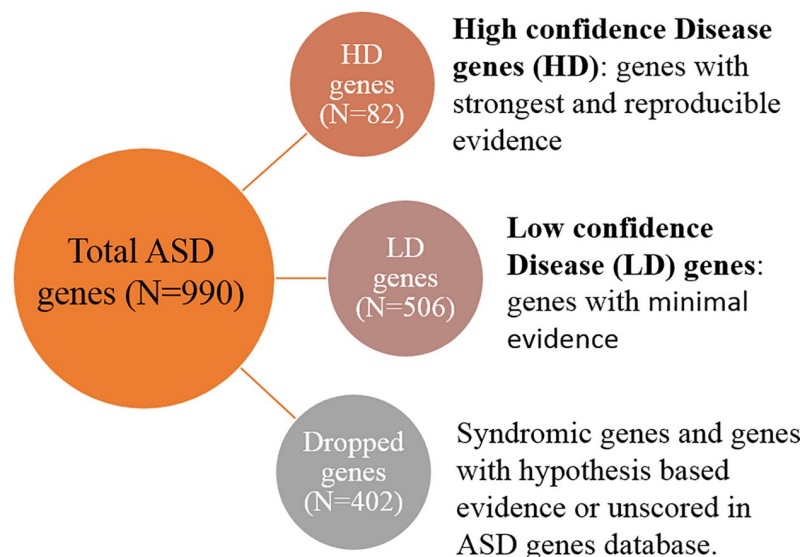 Total ASD
genes (N=990)
HD
genes
(N=82)
High confidence Disease
genes (HD): genes with
strongest and reproducible
evidence
LD
genes
(N=506)
Low confidence
Disease (LD) genes:
genes with minimal
evidence
Dropped
genes
(N=402)
Syndromic genes and genes
with hypothesis based
evidence or unscored in
ASD genes database.